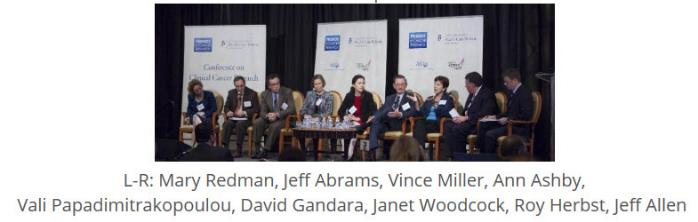 Conference on
Clinical Cancer Research
L-R: Mary Redman, Jeff Abrams, Vince Miller, Ann Ashby,
Vali Papadimitrakopoulou, David Gandara, Janet Woodcock, Roy Herbst, Jeff Allen